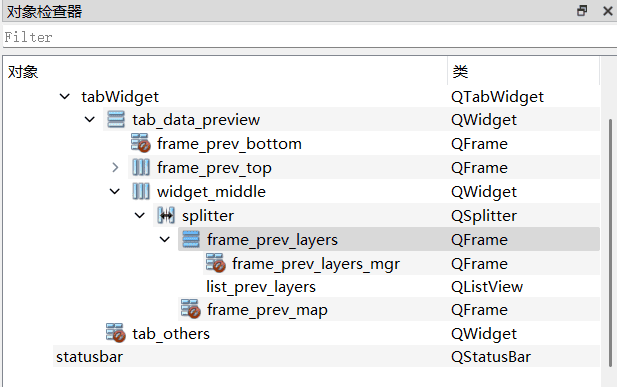 对象检查器
Filter
对象 类
tabWidget QTabWidget
tab_data_preview QWidget
frame_prev_bottom QFrame
frame_prev_top QFrame
widget_middle QWidget
splitter QSplitter
frame_prev_layers QFrame
frame_prev_layers_mgr QFrame
list_prev_layers QListView
frame_prev_map QFrame
tab_others QWidget
statusbar QStatusBar